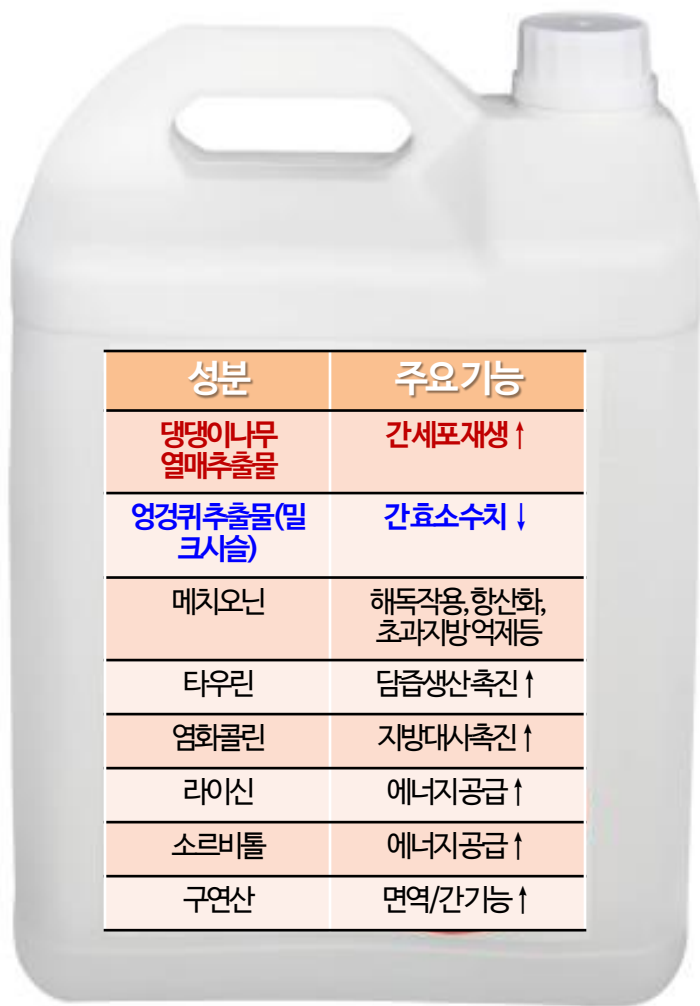 성분 주요기능
댕댕이나무
열매추출물 간세포재생↑
엉겅퀴추출물(밀
크시슬) 간효소수치↓
메치오닌 해독작용,항산화,
초과지방억제등
타우린 담즙생산촉진↑
염화콜린 지방대사촉진↑
라이신 에너지공급↑
소르비톨 에너지공급↑
구연산 면역/간기능↑